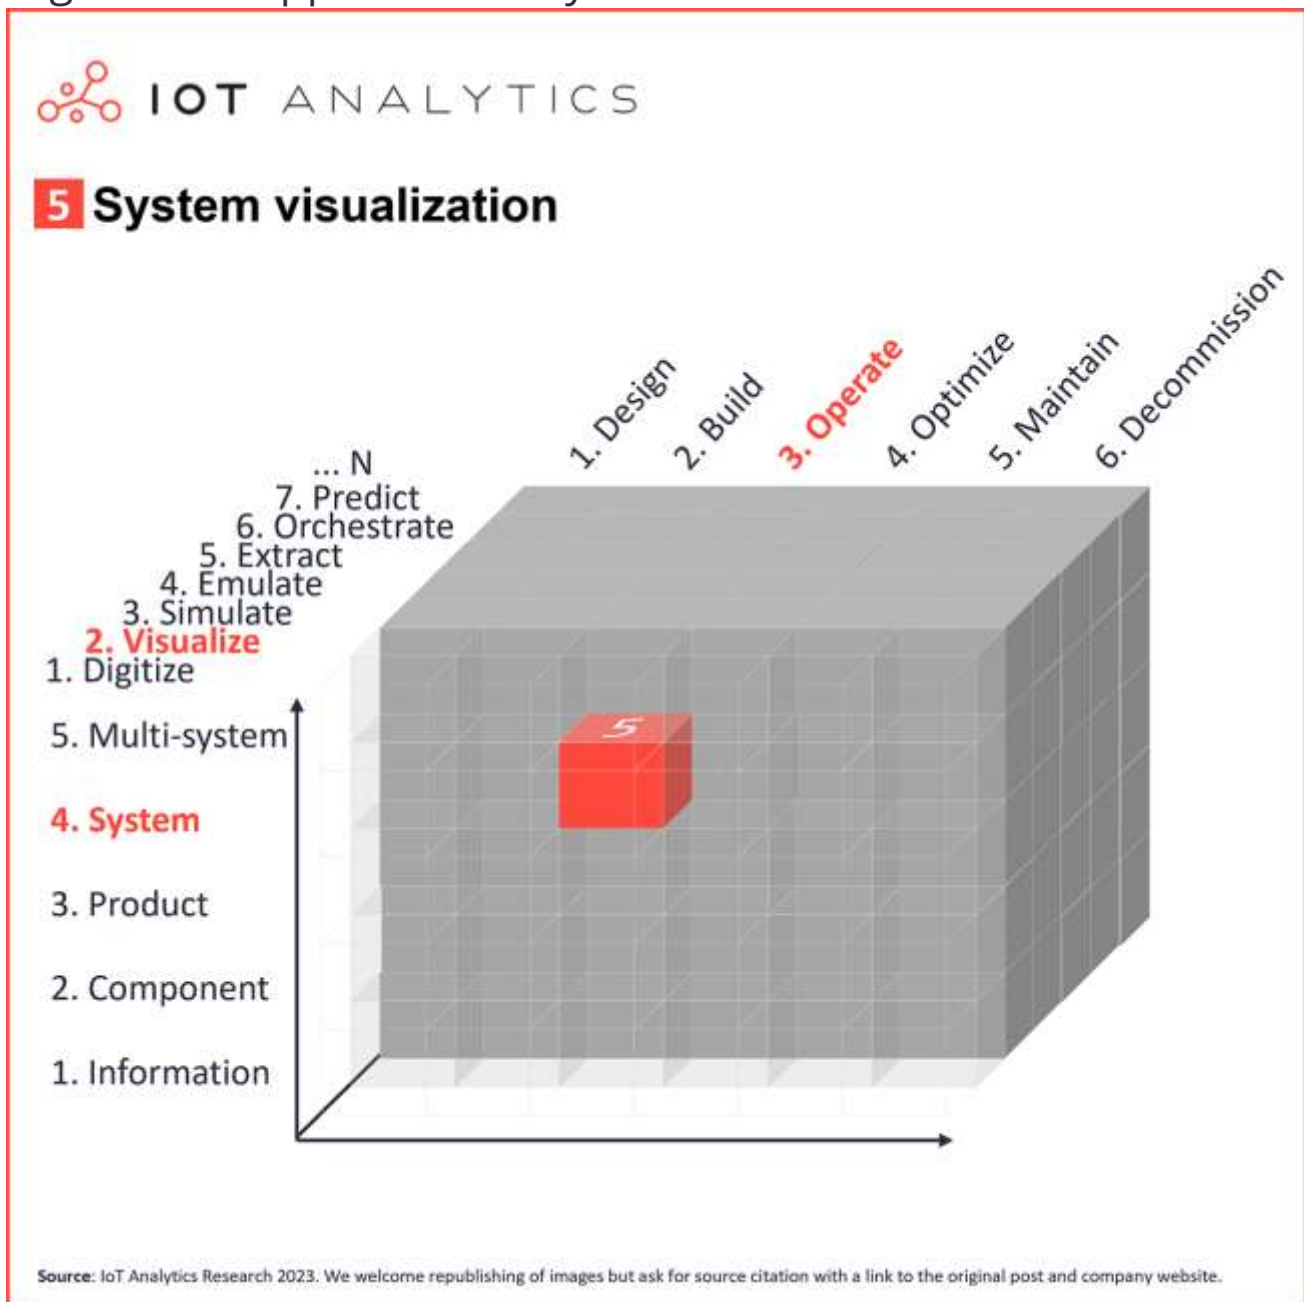 IOT ANALYTICS
5 System visualization
1. Design
2. Build
3. Operate
4. Optimize
5. Maintain
6. Decommission
... N
7. Predict
6. Orchestrate
5. Extract
4. Emulate
3. Simulate
2. Visualize
1. Digitize
5. Multi-system
4. System
3. Product
2. Component
1. Information
5
Source: IoT Analytics Research 2023. We welcome republishing of images but ask for source citation with a link to the original post and company website.